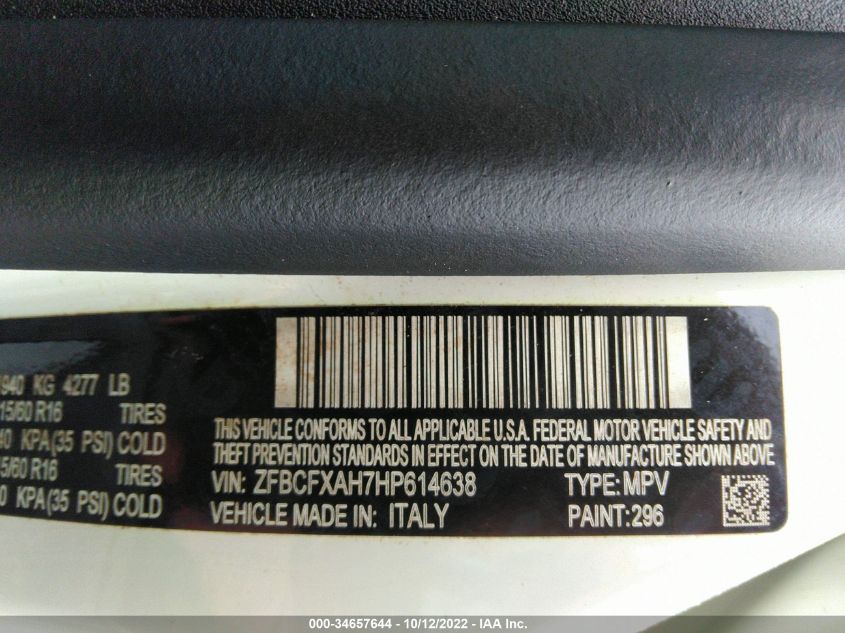 1940 KG 4277 LB
15/60 R16 TIRES
40 KPA(35 PSI) COLD
5/60 R16 TIRES
0 KPA(35 PSI) COLD
THIS VEHICLE CONFORMS TO ALL APPLICABLE U.S.A. FEDERAL MOTOR VEHICLE SAFETY AND
THEFT PREVENTION STANDARDS IN EFFECT ON THE DATE OF MANUFACTURE SHOWN ABOVE
VIN: ZFBCFXAH7HP614638 TYPE: MPV
VEHICLE MADE IN: ITALY PAINT: 296
000-34657644 - 10/12/2022 - IAA Inc.